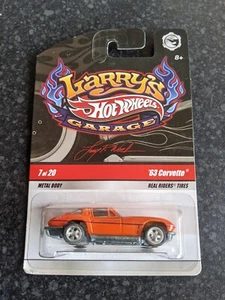 8+
Larry's
Hot Wheels
GARAGE
7 of 20
'63 Corvette®
METAL BODY
REAL RIDERS® TIRES